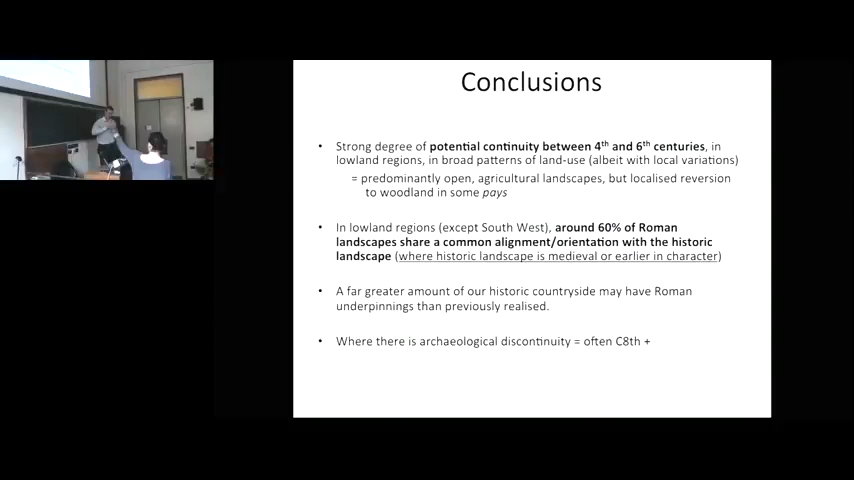 Conclusions
• Strong degree of potential continuity between 4th and 6th centuries, in
lowland regions, in broad patterns of land-use (albeit with local variations)
= predominantly open, agricultural landscapes, but localised reversion
to woodland in some pays
• In lowland regions (except South West), around 60% of Roman
landscapes share a common alignment/orientation with the historic
landscape (where historic landscape is medieval or earlier in character)
• A far greater amount of our historic countryside may have Roman
underpinnings than previously realised.
• Where there is archaeological discontinuity = often C8th +